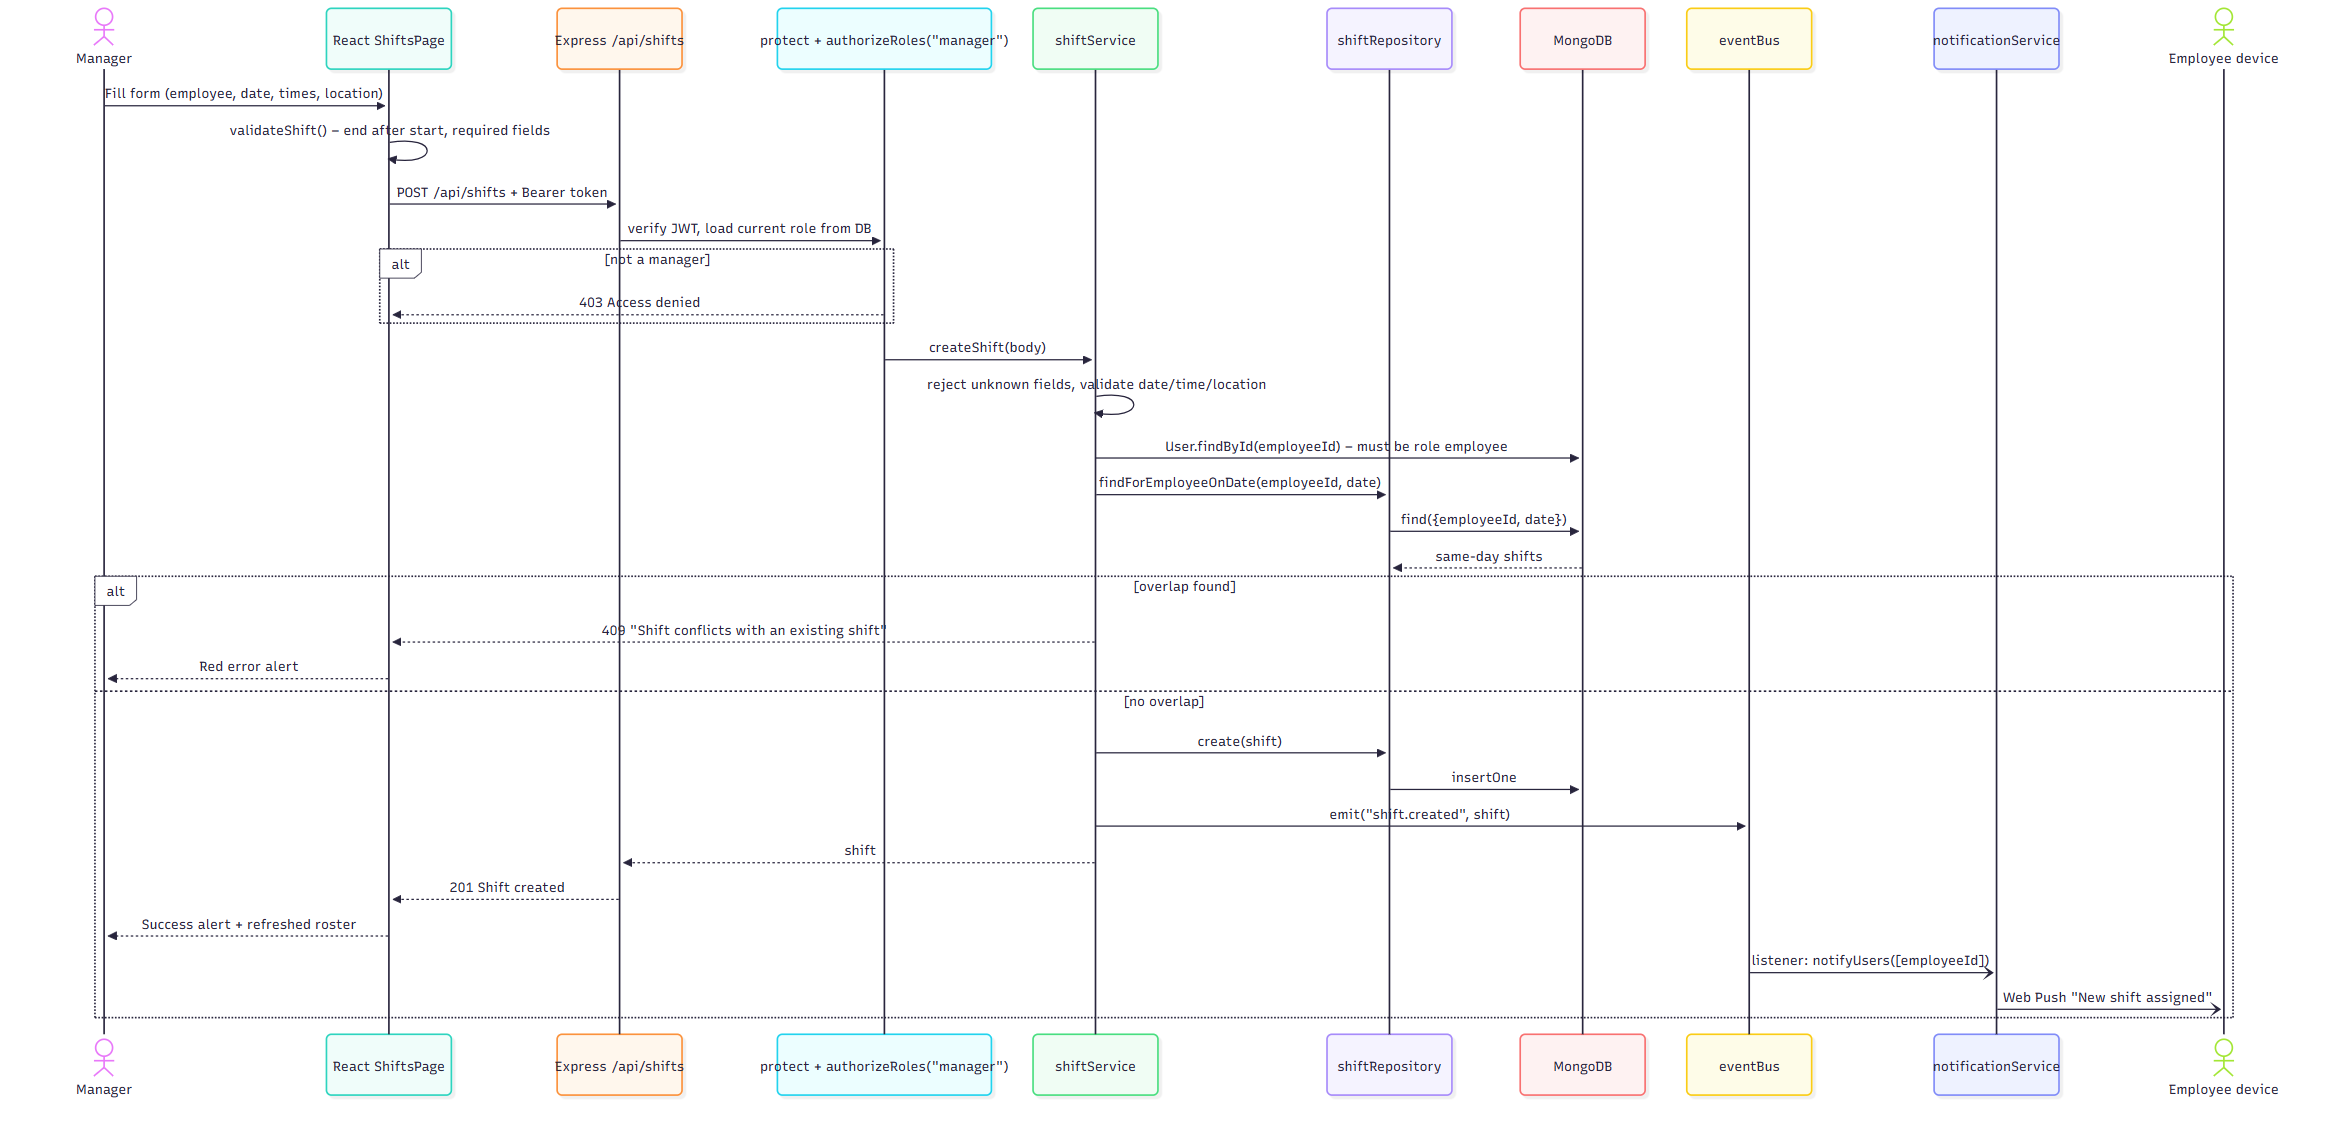 Manager
React ShiftsPage
Express /api/shifts
protect + authorizeRoles("manager")
shiftService
shiftRepository
MongoDB
eventBus
notificationService
Employee device
Fill form (employee, date, times, location)
validateShift() – end after start, required fields
POST /api/shifts + Bearer token
verify JWT, load current role from DB
alt
[not a manager]
403 Access denied
createShift(body)
reject unknown fields, validate date/time/location
User.findById(employeeId) – must be role employee
findForEmployeeOnDate(employeeId, date)
find({employeeId, date})
same-day shifts
alt
[overlap found]
409 "Shift conflicts with an existing shift"
Red error alert
[no overlap]
create(shift)
insertOne
emit("shift.created", shift)
shift
201 Shift created
Success alert + refreshed roster
listener: notifyUsers([employeeId])
Web Push "New shift assigned"
Manager
React ShiftsPage
Express /api/shifts
protect + authorizeRoles("manager")
shiftService
shiftRepository
MongoDB
eventBus
notificationService
Employee device